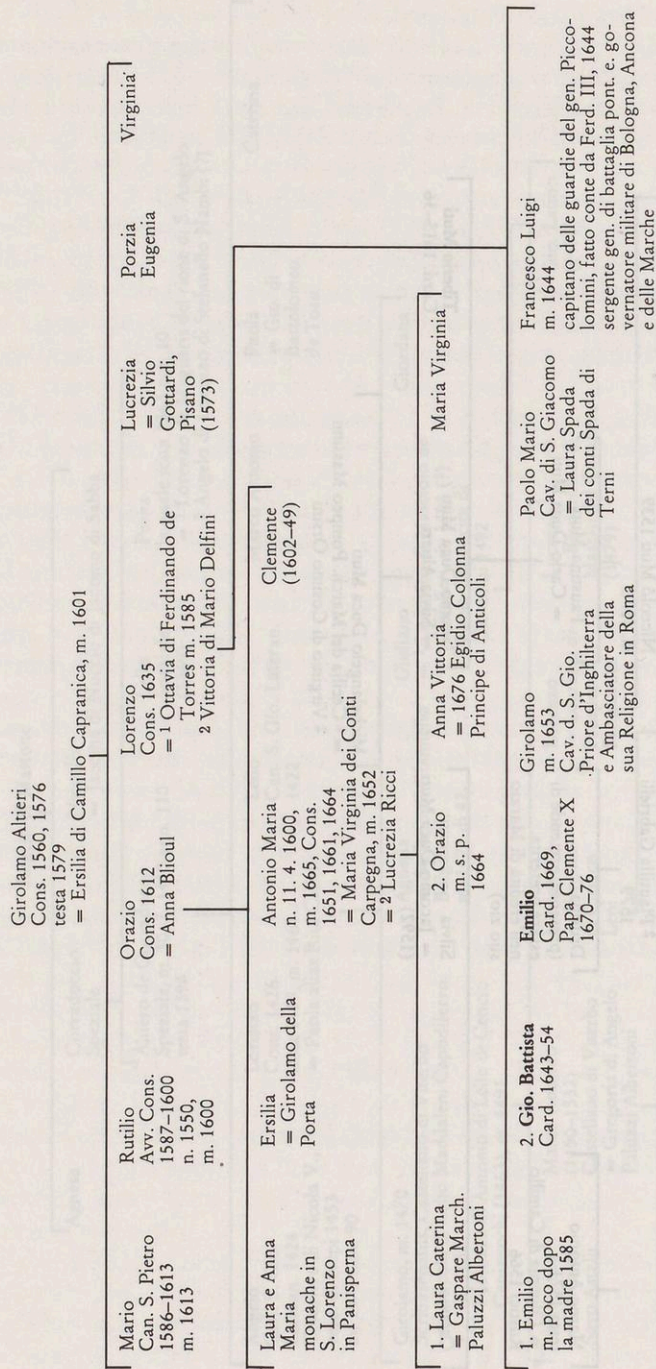 Girolamo Altieri
Cons. 1560, 1576
testa 1579
= Ersilia di Camillo Capranica, m. 1601
Mario
Can. S. Pietro
1586–1613
m. 1613
Rutilio
Avv. Cons.
1587–1600
n. 1550,
m. 1600
Orazio
Cons. 1612
= Anna Blioul
Lorenzo
Cons. 1635
= ¹ Ottavia di Ferdinando de
Torres m. 1585
² Vittoria di Mario Delfini
Lucrezia
= Silvio
Gottardi,
Pisano
(1573)
Porzia
Eugenia
Virginia
Laura e Anna
Maria
monache in
S. Lorenzo
in Panisperna
Ersilia
= Girolamo della
Porta
Antonio Maria
n. 11. 4. 1600,
m. 1665, Cons.
1651, 1661, 1664
= Maria Virginia dei Conti
Carpegna, m. 1652
= ² Lucrezia Ricci
Clemente
(1602–49)
1. Laura Caterina
= Gaspare March.
Paluzzi Albertoni
2. Orazio
m. s. p.
1664
Anna Vittoria
= 1676 Egidio Colonna
Principe di Anticoli
Maria Virginia
1. Emilio
m. poco dopo
la madre 1585
2. Gio. Battista
Card. 1643–54
Emilio
Card. 1669,
Papa Clemente X
1670–76
Girolamo
m. 1653
Cav. d. S. Gio.
Priore d'Inghilterra
e Ambasciatore della
sua Religione in Roma
Paolo Mario
Cav. di S. Giacomo
= Laura Spada
dei conti Spada di
Terni
Francesco Luigi
m. 1644
capitano delle guardie del gen. Picco-
lomini, fatto conte da Ferd. III, 1644
sergente gen. di battaglia pont. e. go-
vernatore militare di Bologna, Ancona
e delle Marche